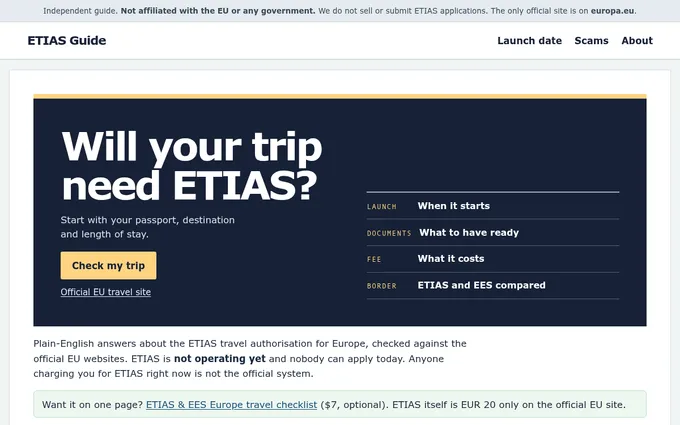 Independent guide. Not affiliated with the EU or any government. We do not sell or submit ETIAS applications. The only official site is on europa.eu.
ETIAS Guide
Launch date Scams About
Will your trip
need ETIAS?
Start with your passport, destination
and length of stay.
Check my trip
Official EU travel site
LAUNCH When it starts
DOCUMENTS What to have ready
FEE What it costs
BORDER ETIAS and EES compared
Plain-English answers about the ETIAS travel authorisation for Europe, checked against the
official EU websites. ETIAS is not operating yet and nobody can apply today. Anyone
charging you for ETIAS right now is not the official system.
Want it on one page? ETIAS & EES Europe travel checklist ($7, optional). ETIAS itself is EUR 20 only on the official EU site.